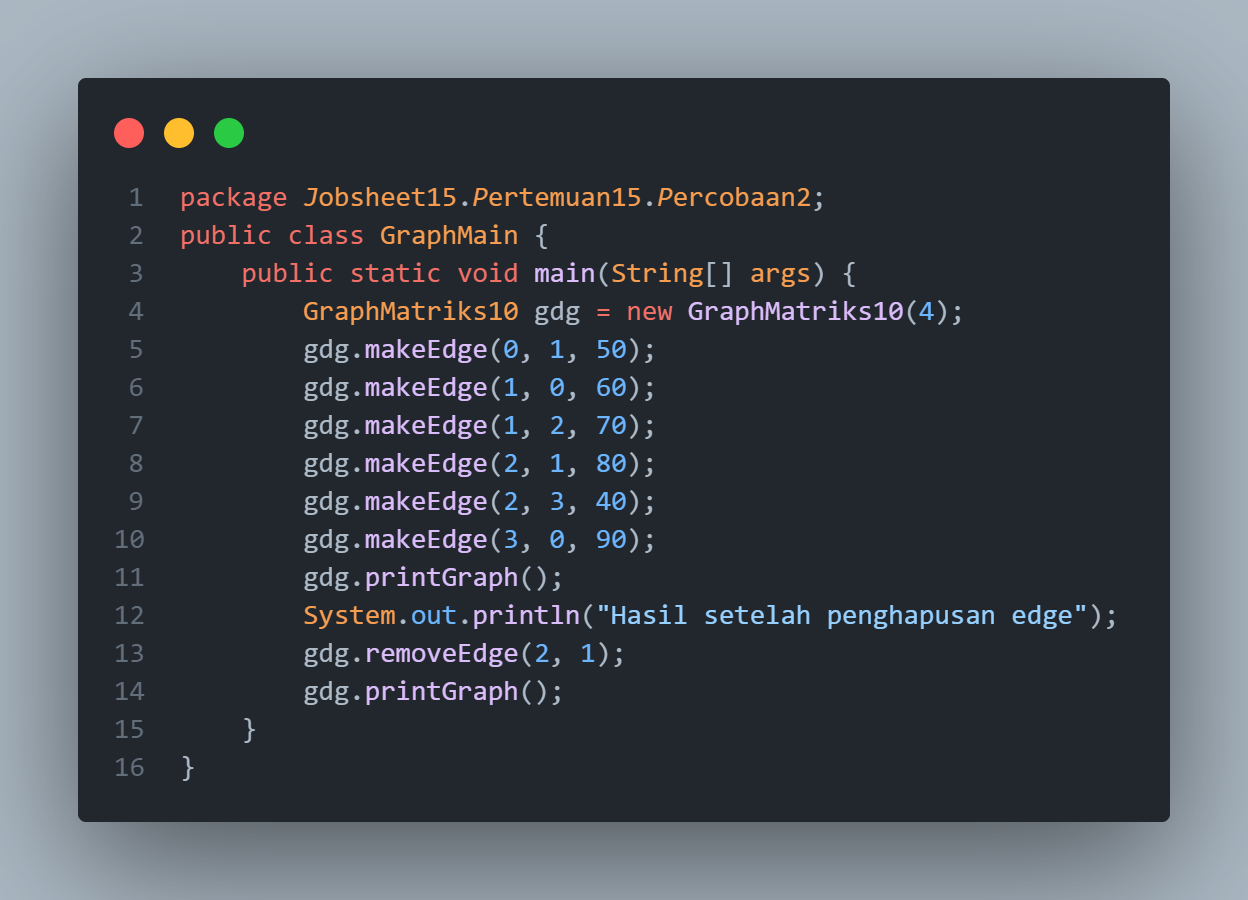 1 package Jobsheet15.Pertemuan15.Percobaan2;
2 public class GraphMain {
3     public static void main(String[] args) {
4         GraphMatriks10 gdg = new GraphMatriks10(4);
5         gdg.makeEdge(0, 1, 50);
6         gdg.makeEdge(1, 0, 60);
7         gdg.makeEdge(1, 2, 70);
8         gdg.makeEdge(2, 1, 80);
9         gdg.makeEdge(2, 3, 40);
10         gdg.makeEdge(3, 0, 90);
11         gdg.printGraph();
12         System.out.println("Hasil setelah penghapusan edge");
13         gdg.removeEdge(2, 1);
14         gdg.printGraph();
15     }
16 }